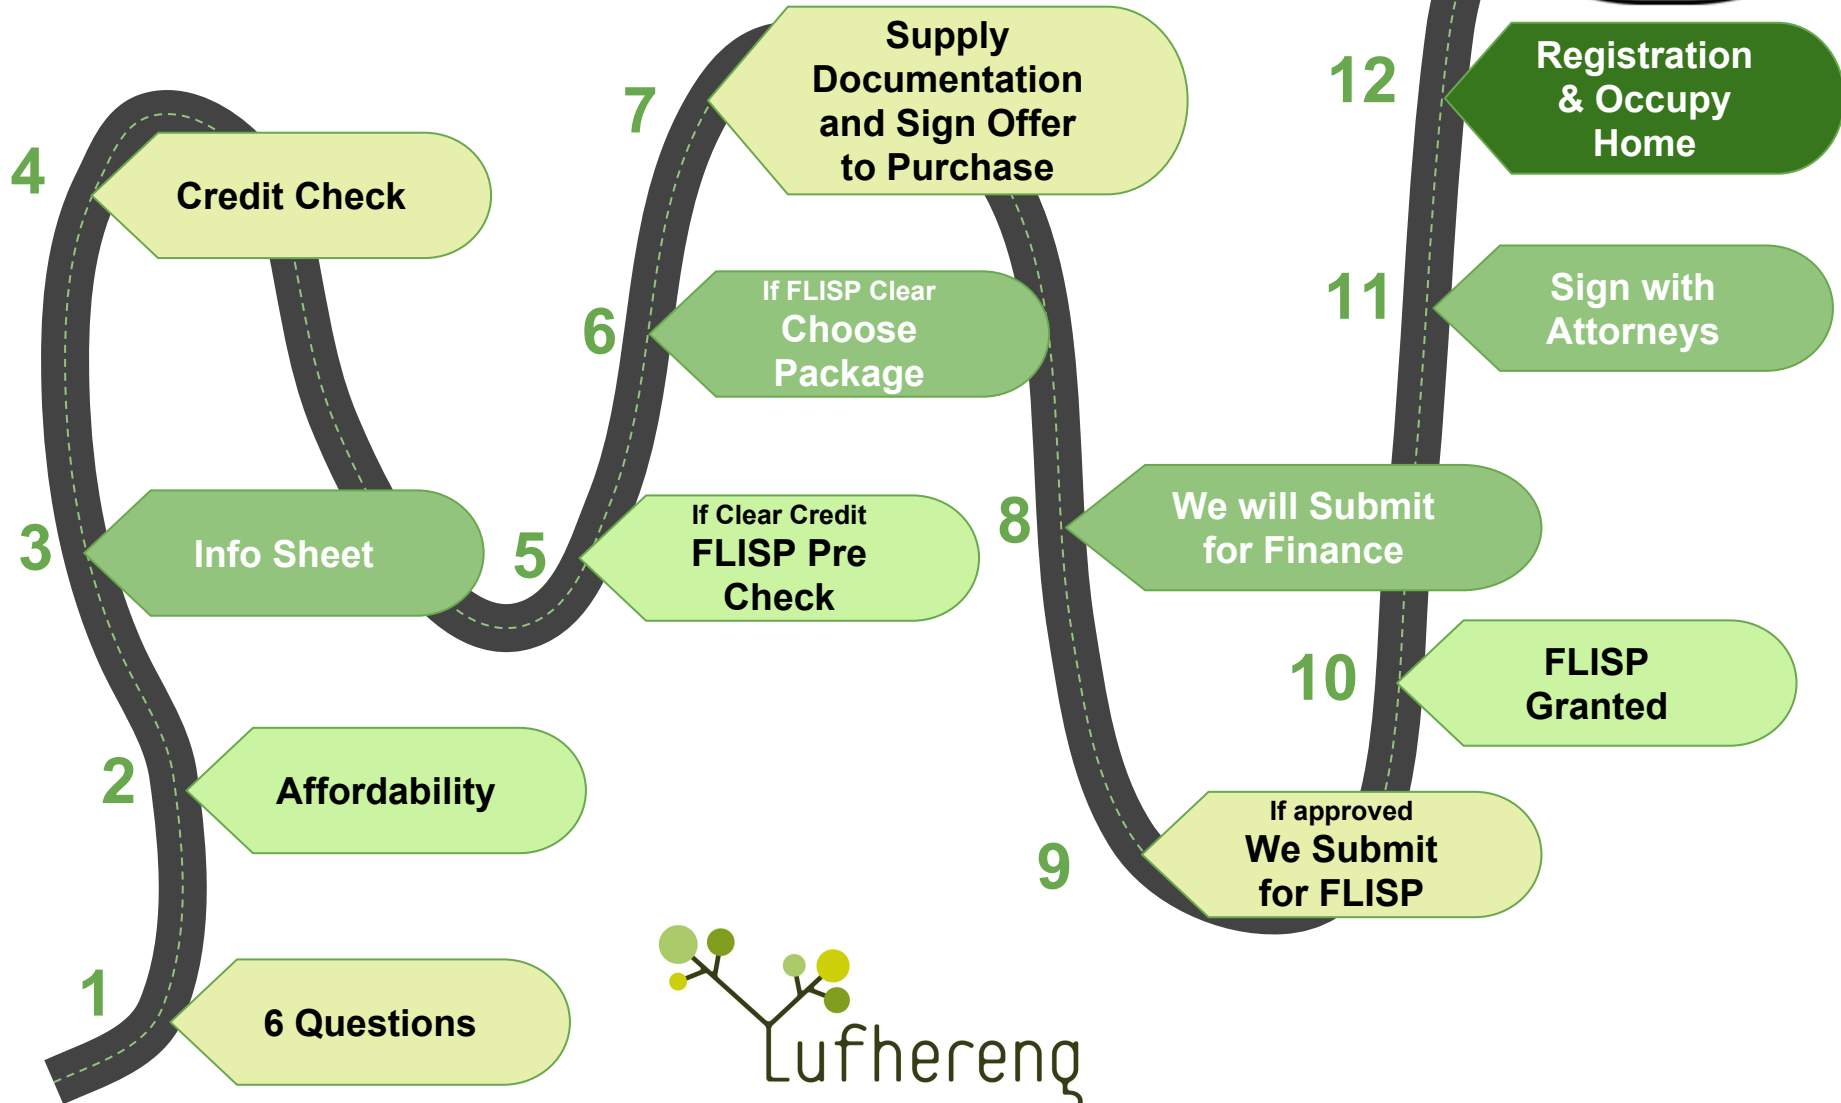 1
6 Questions
2
Affordability
3
Info Sheet
4
Credit Check
5
If Clear Credit
FLISP Pre
Check
6
If FLISP Clear
Choose
Package
7
Supply
Documentation
and Sign Offer
to Purchase
8
We will Submit
for Finance
9
If approved
We Submit
for FLISP
10
FLISP
Granted
11
Sign with
Attorneys
12
Registration
& Occupy
Home
Lufhereng